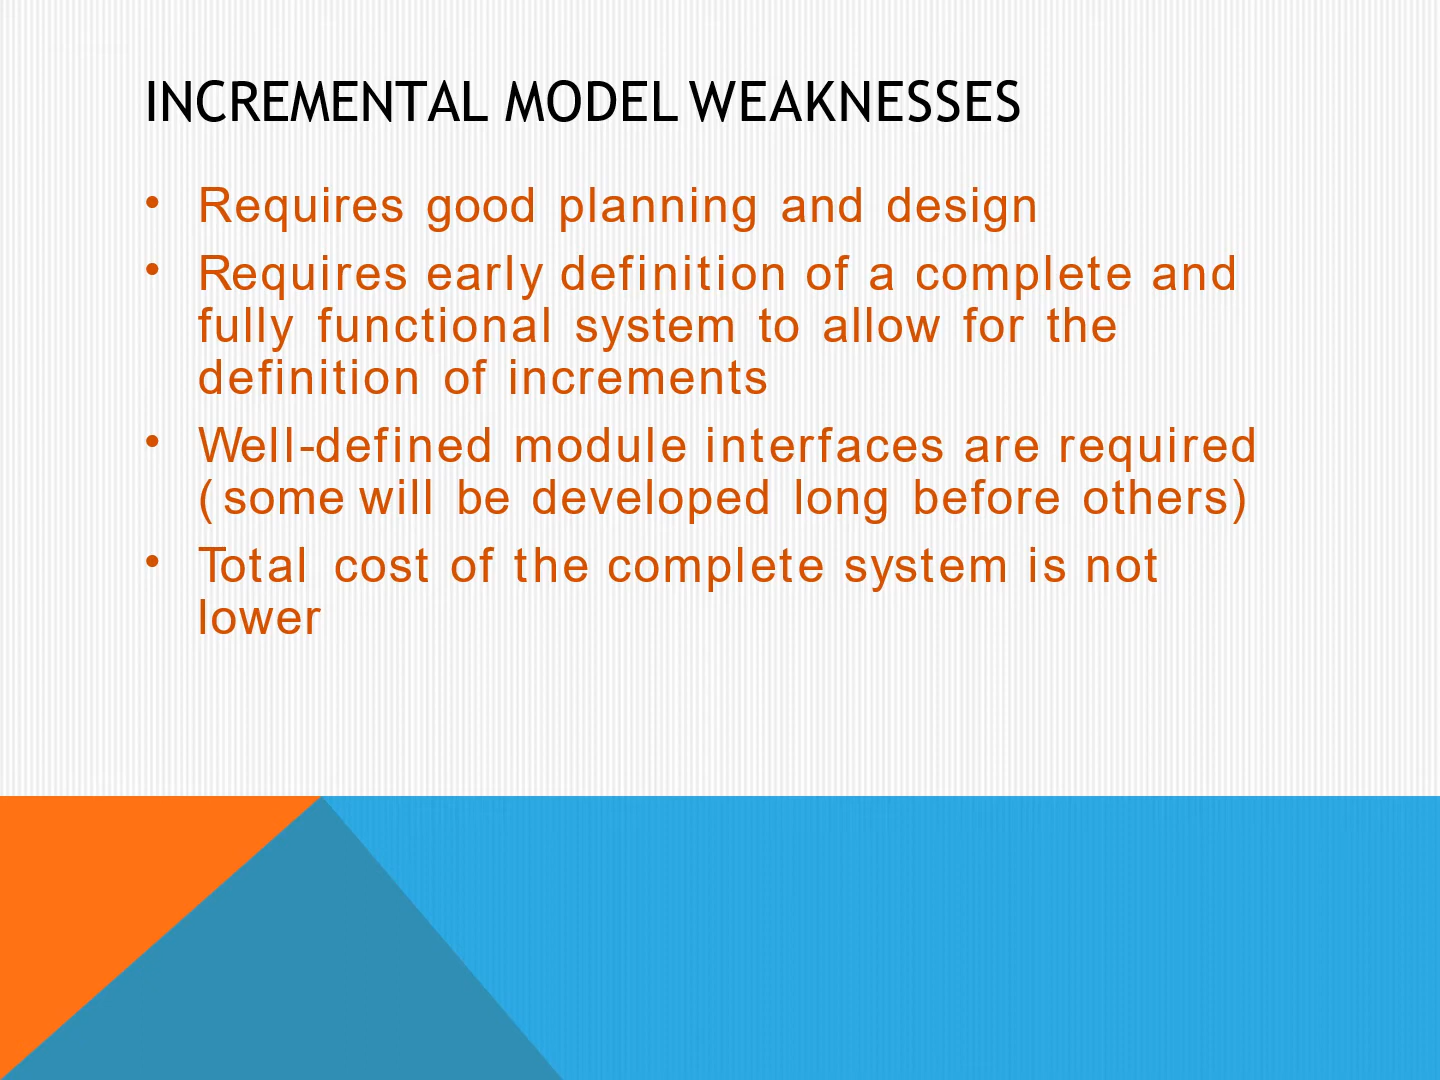 INCREMENTAL MODEL WEAKNESSES
• Requires good planning and design
• Requires early definition of a complete and
fully functional system to allow for the
definition of increments
• Well-defined module interfaces are required
(some will be developed long before others)
• Total cost of the complete system is not
lower